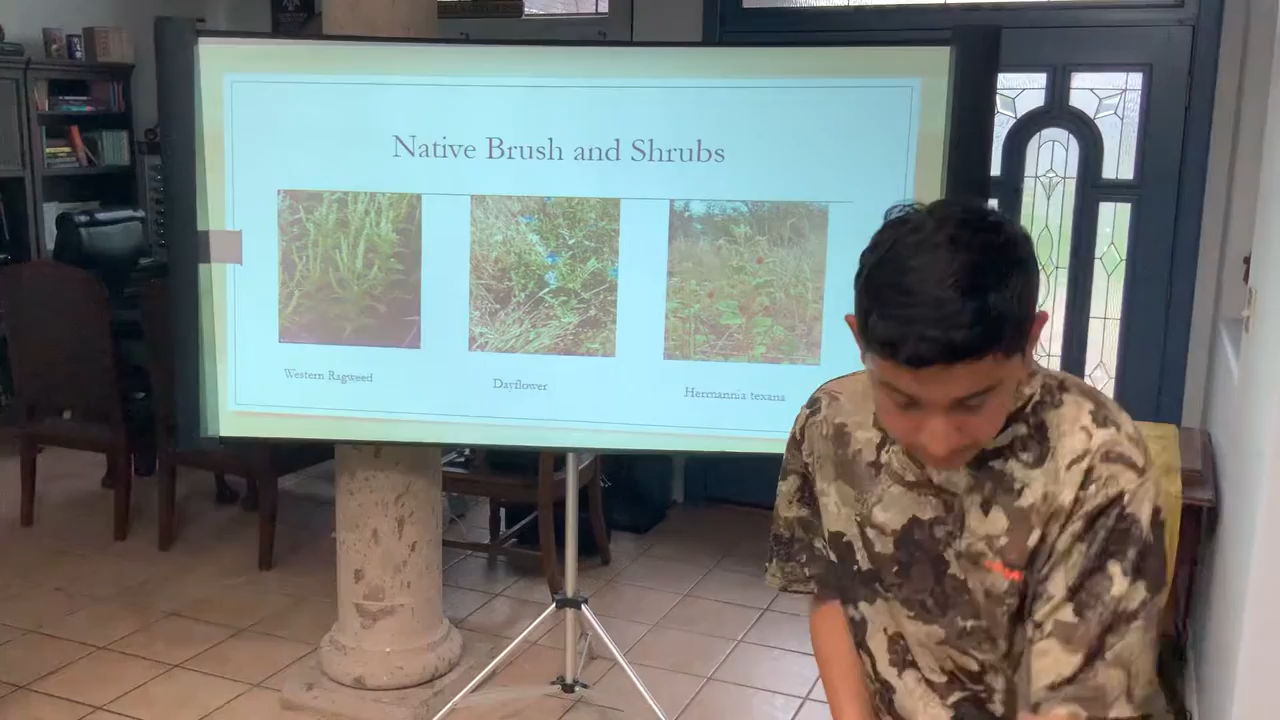 Native Brush and Shrubs
Western Ragweed
Dayflower
Hermannia texana